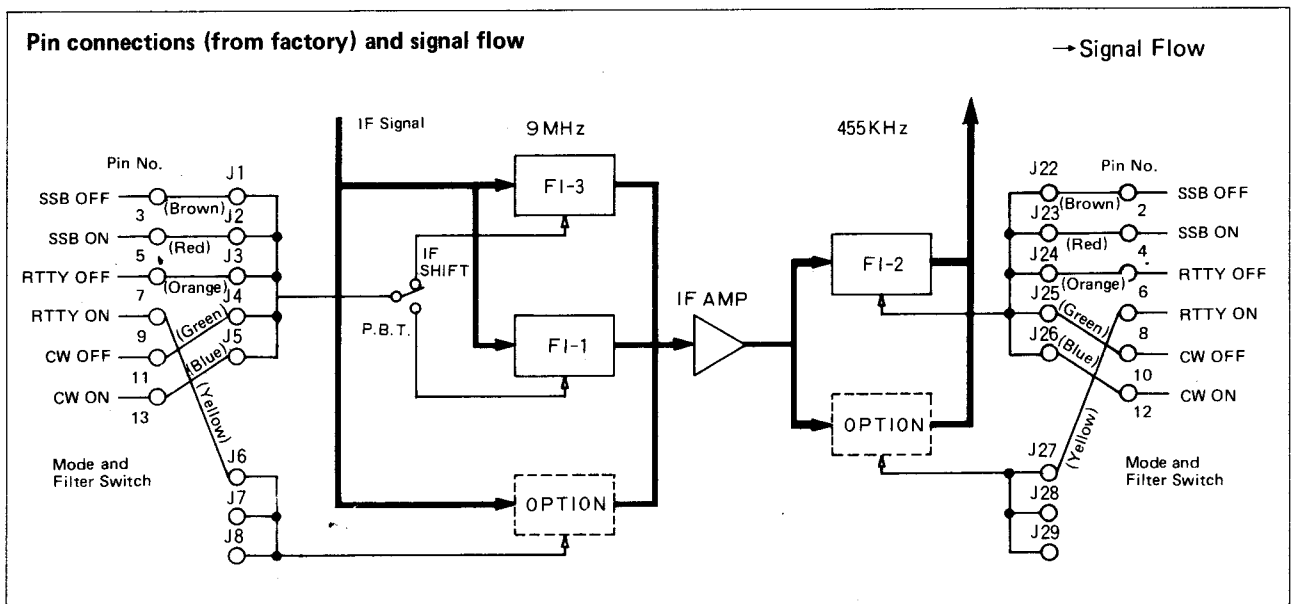 Pin connections (from factory) and signal flow
→ Signal Flow
IF Signal
9 MHz
455 KHz
Pin No.
J1
SSB OFF
3
(Brown)
J2
SSB ON
5
(Red)
J3
RTTY OFF
7
(Orange)
J4
RTTY ON
9
(Green)
J5
CW OFF
11
(Blue)
CW ON
13
(Yellow)
Mode and
Filter Switch
J6
J7
J8
FI-3
IF
SHIFT
P.B.T.
FI-1
OPTION
IF AMP
FI-2
OPTION
J22
Pin No.
(Brown)
2
SSB OFF
J23
(Red)
4
SSB ON
J24
(Orange)
6
RTTY OFF
J25
(Green)
8
RTTY ON
J26
(Blue)
10
CW OFF
12
CW ON
(Yellow)
J27
J28
J29
Mode and
Filter Switch